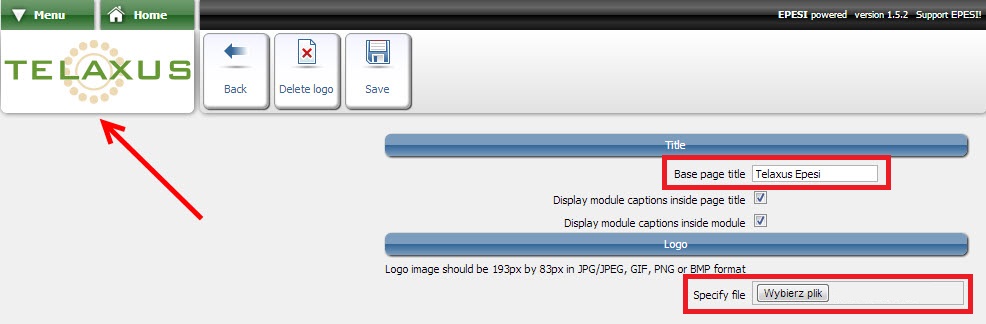 Menu Home EPESI powered version 1.5.2 Support EPESI!
TELAXUS
Back Delete logo Save
Title
Base page title Telaxus Epesi
Display module captions inside page title
Display module captions inside module
Logo
Logo image should be 193px by 83px in JPG/JPEG, GIF, PNG or BMP format
Specify file Wybierz plik